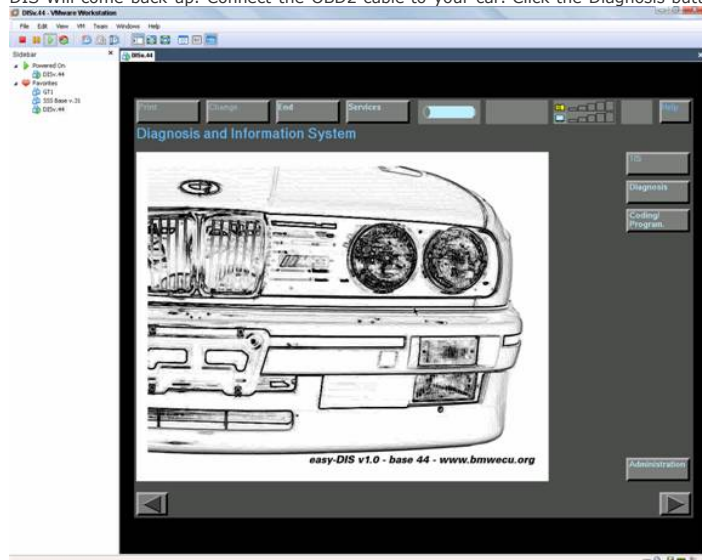 DIS will come back up. Connect the OBD2 cable to your car. Click the Diagnosis but
DISv.44 - VMware Workstation
File Edit View VM Team Windows Help
Sidebar
DISv.44
Powered On
DISv.44
Favorites
GT1
SSS Base v.31
DISv.44
Print Change End Services Help
Diagnosis and Information System
TIS
Diagnosis
Coding/
Program.
easy-DIS v1.0 - base 44 - www.bmwecu.org
Administration